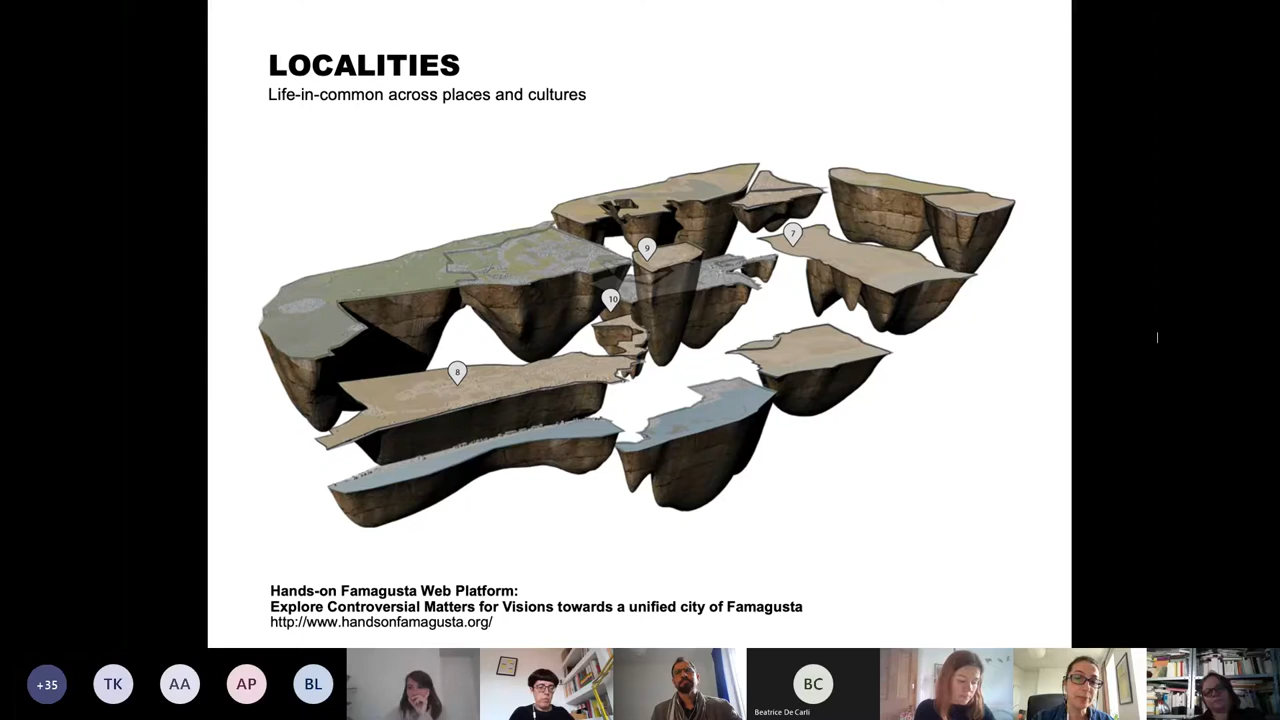 LOCALITIES
Life-in-common across places and cultures
7
9
10
8
Hands-on Famagusta Web Platform:
Explore Controversial Matters for Visions towards a unified city of Famagusta
http://www.handsonfamagusta.org/
+35
TK
AA
AP
BL
BC
Beatrice De Carli